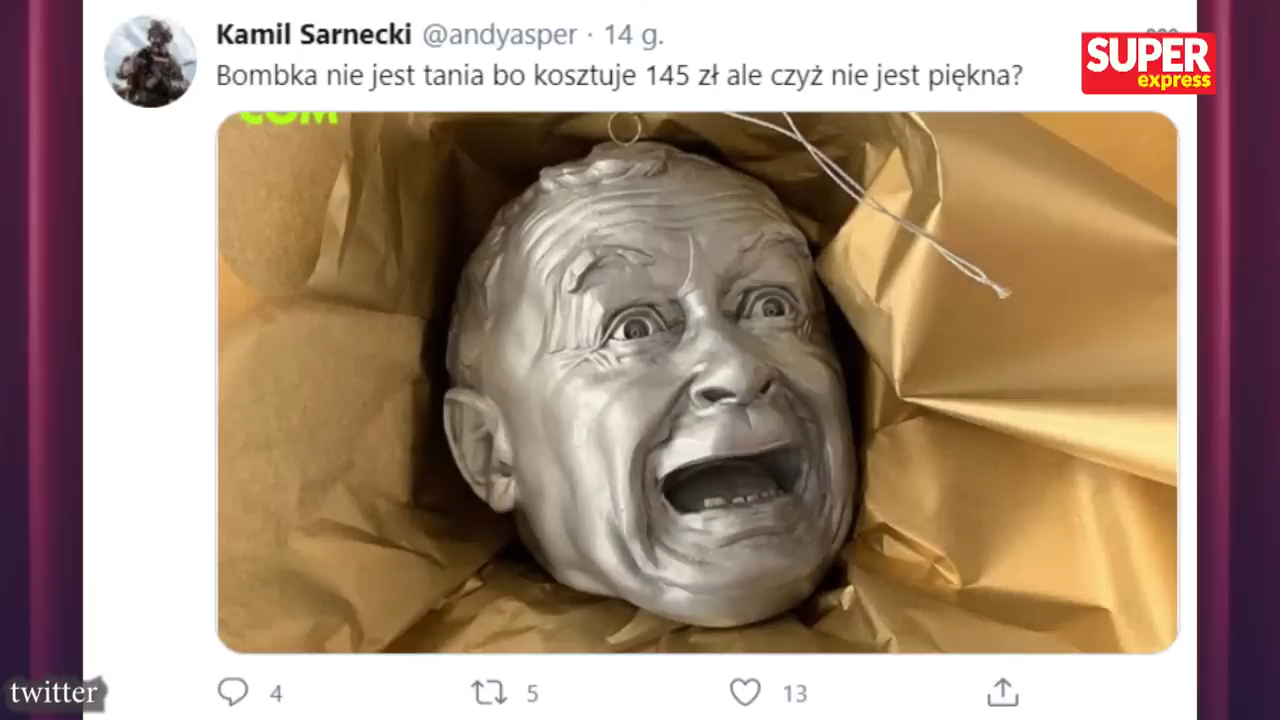 Kamil Sarnecki @andyasper · 14 g.
Bombka nie jest tania bo kosztuje 145 zł ale czyż nie jest piękna?
SUPER
express
COM
4 5 13
twitter